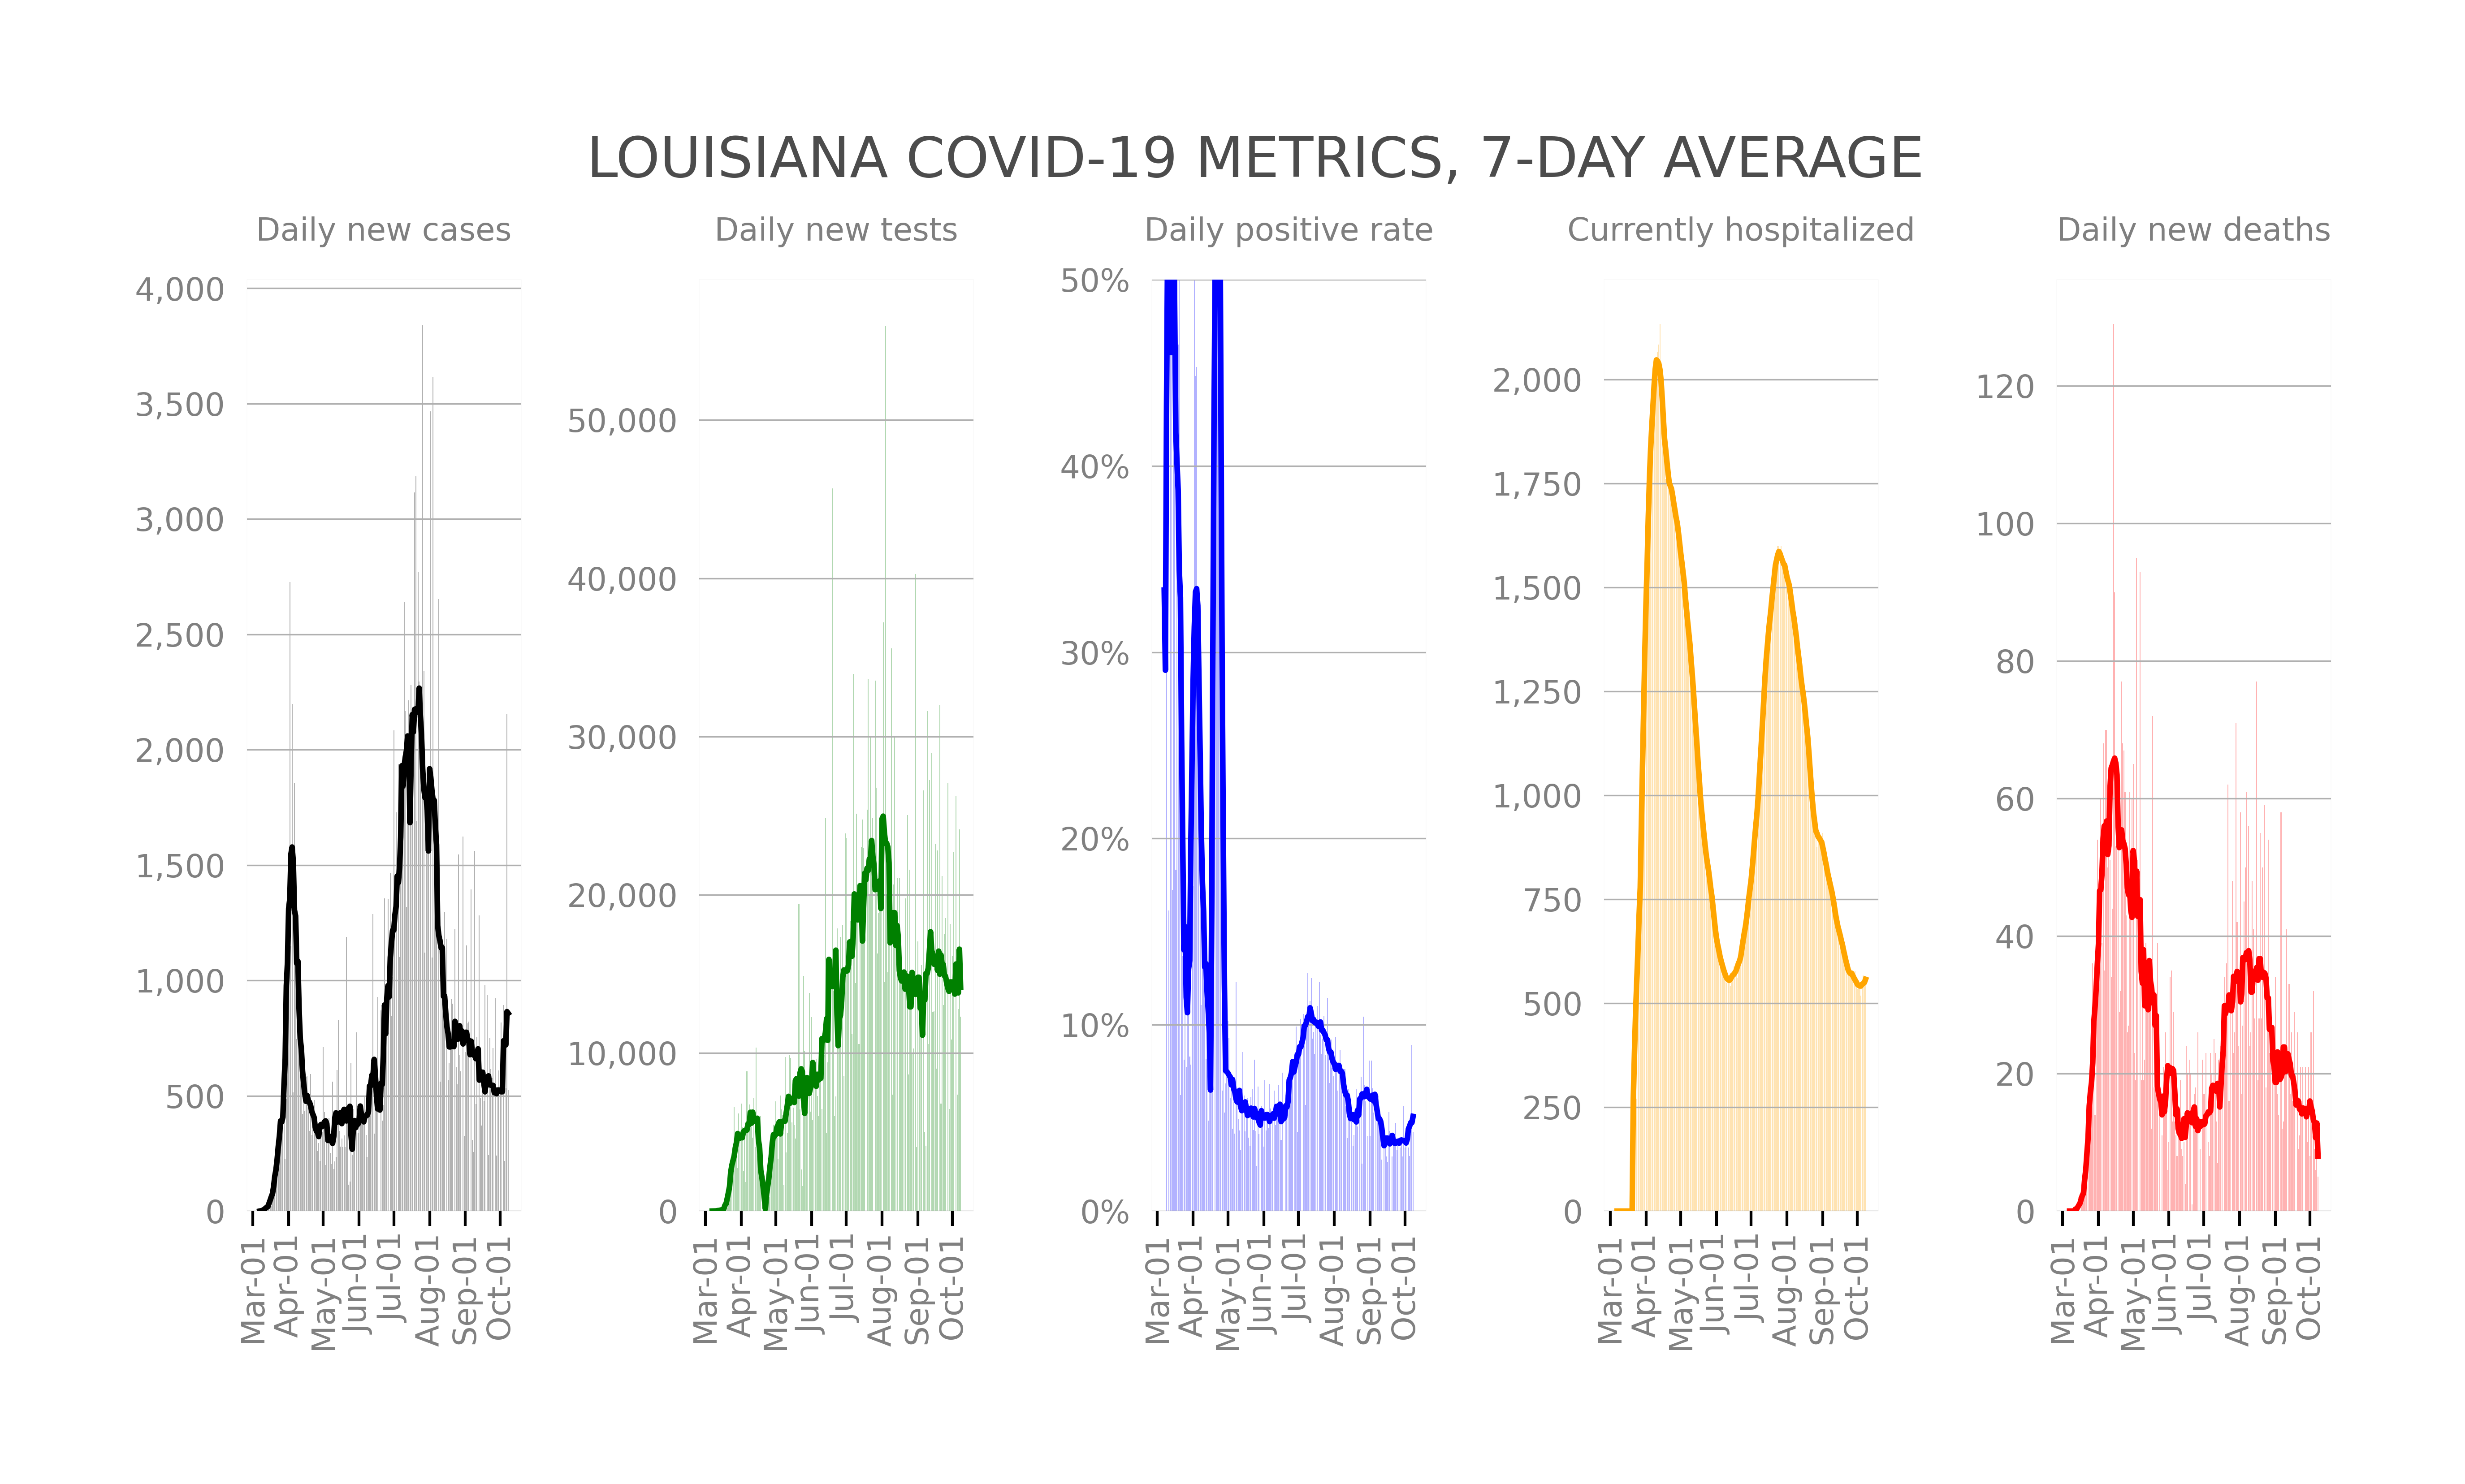 LOUISIANA COVID-19 METRICS, 7-DAY AVERAGE
Daily new cases
4,000
3,500
3,000
2,500
2,000
1,500
1,000
500
0
Mar-01
Apr-01
May-01
Jun-01
Jul-01
Aug-01
Sep-01
Oct-01
Daily new tests
50,000
40,000
30,000
20,000
10,000
0
Mar-01
Apr-01
May-01
Jun-01
Jul-01
Aug-01
Sep-01
Oct-01
Daily positive rate
50%
40%
30%
20%
10%
0%
Mar-01
Apr-01
May-01
Jun-01
Jul-01
Aug-01
Sep-01
Oct-01
Currently hospitalized
2,000
1,750
1,500
1,250
1,000
750
500
250
0
Mar-01
Apr-01
May-01
Jun-01
Jul-01
Aug-01
Sep-01
Oct-01
Daily new deaths
120
100
80
60
40
20
0
Mar-01
Apr-01
May-01
Jun-01
Jul-01
Aug-01
Sep-01
Oct-01